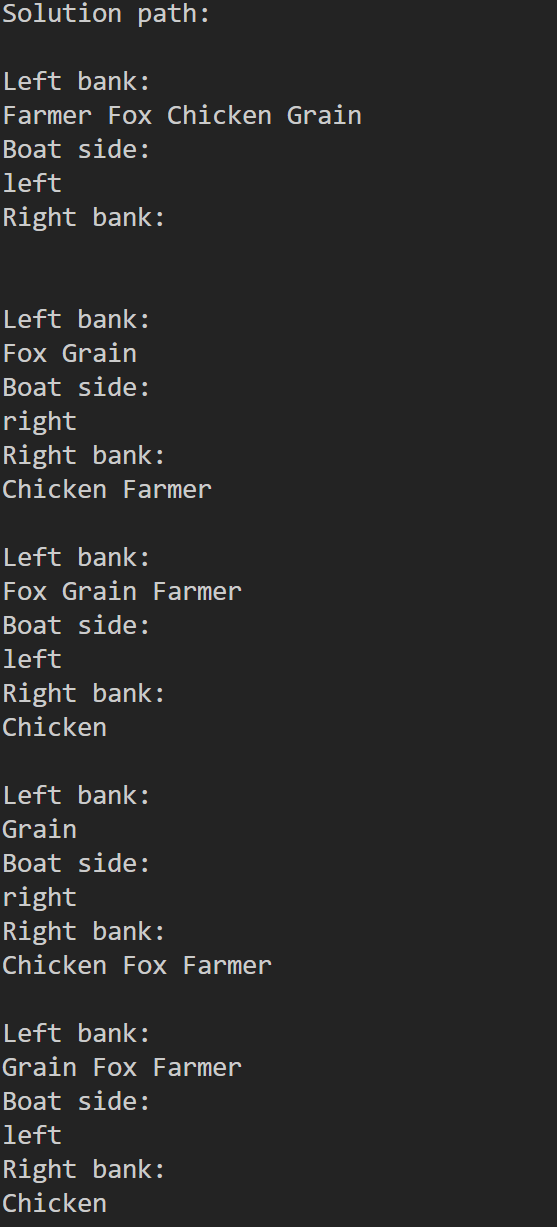 Solution path:
Left bank:
Farmer Fox Chicken Grain
Boat side:
left
Right bank:
Left bank:
Fox Grain
Boat side:
right
Right bank:
Chicken Farmer
Left bank:
Fox Grain Farmer
Boat side:
left
Right bank:
Chicken
Left bank:
Grain
Boat side:
right
Right bank:
Chicken Fox Farmer
Left bank:
Grain Fox Farmer
Boat side:
left
Right bank:
Chicken